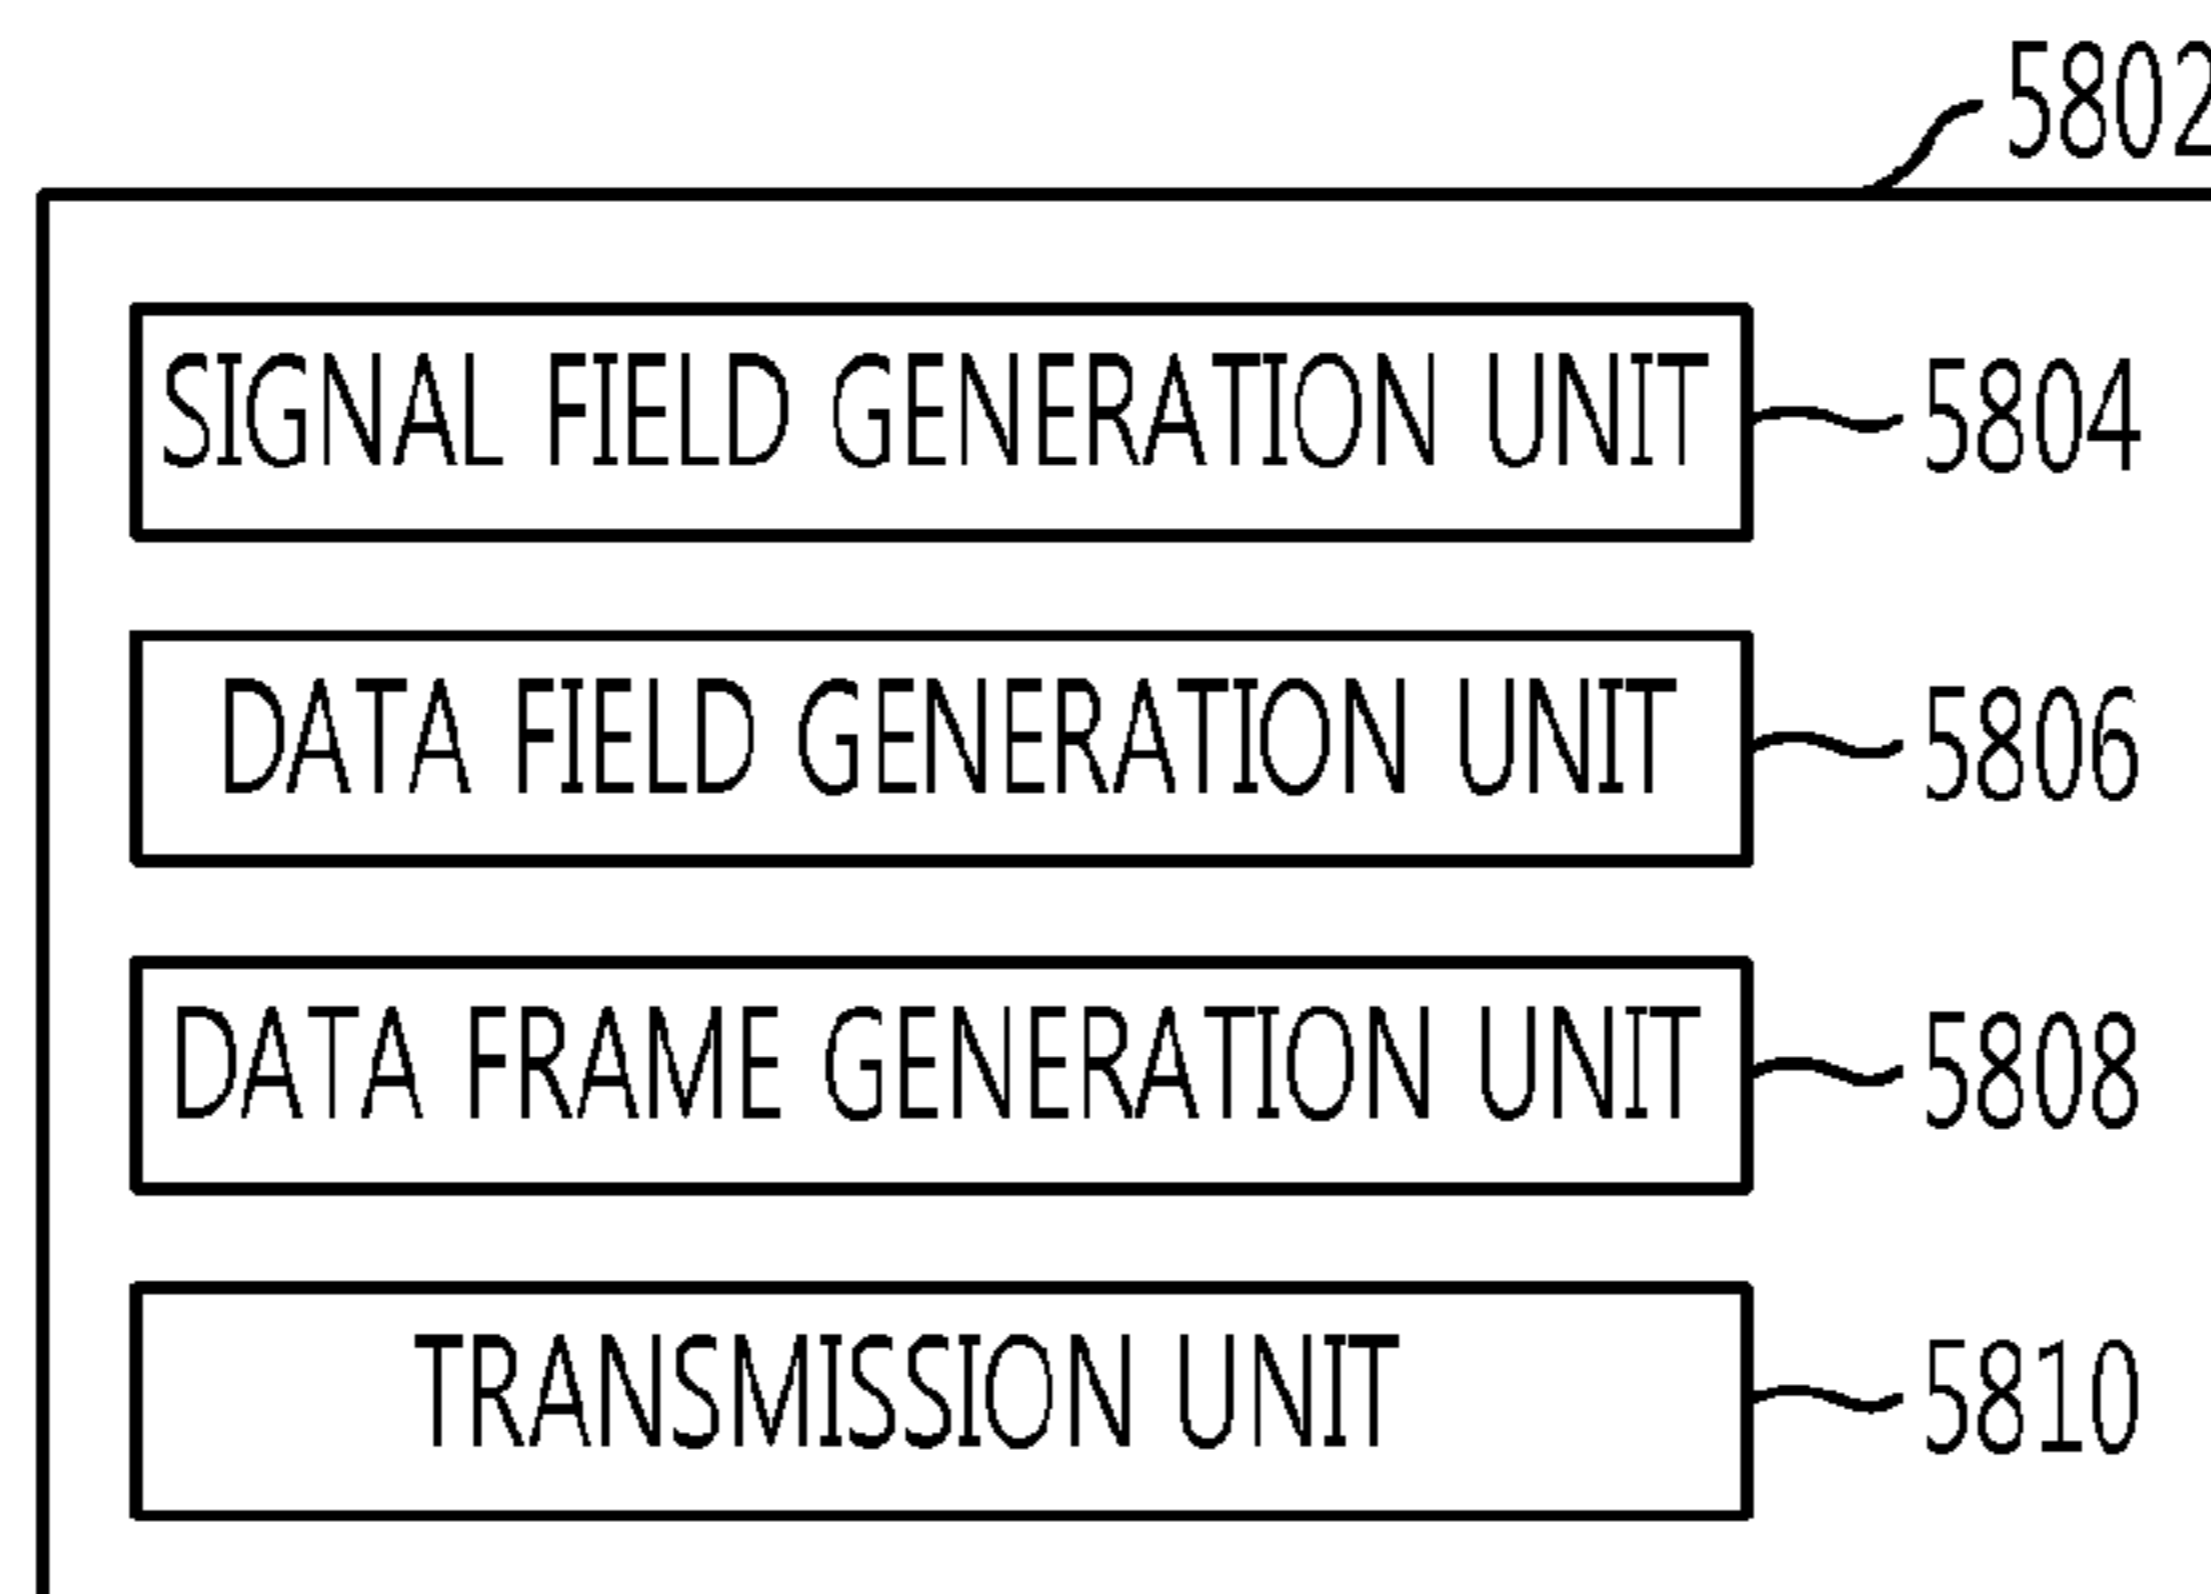 5802
SIGNAL FIELD GENERATION UNIT 5804
DATA FIELD GENERATION UNIT 5806
DATA FRAME GENERATION UNIT 5808
TRANSMISSION UNIT 5810